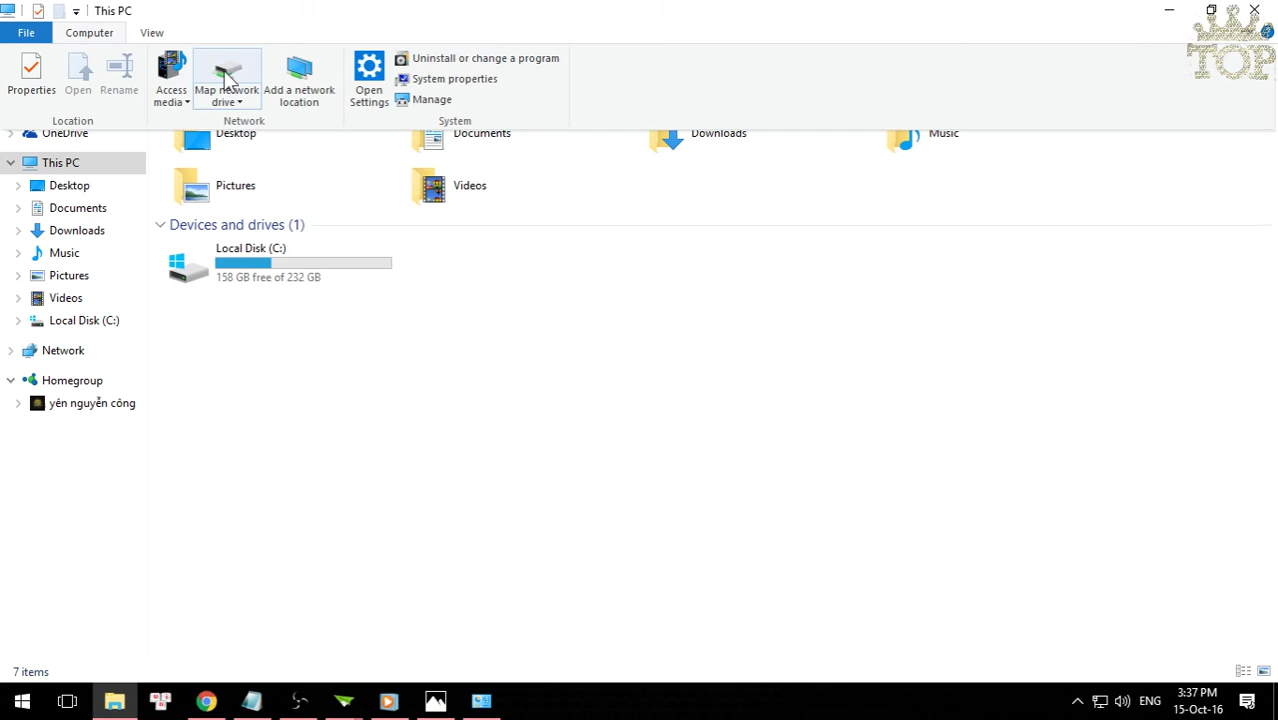 This PC
File Computer View
TOP
Properties Open Rename
Access media
Map network drive
Add a network location
Open Settings
Uninstall or change a program
System properties
Manage
Location Network System
OneDrive
This PC
Desktop
Documents
Downloads
Music
Pictures
Videos
Local Disk (C:)
Network
Homegroup
yên nguyễn công
Desktop Documents Downloads Music
Pictures Videos
Devices and drives (1)
Local Disk (C:)
158 GB free of 232 GB
7 items
ENG
3:37 PM
15-Oct-16